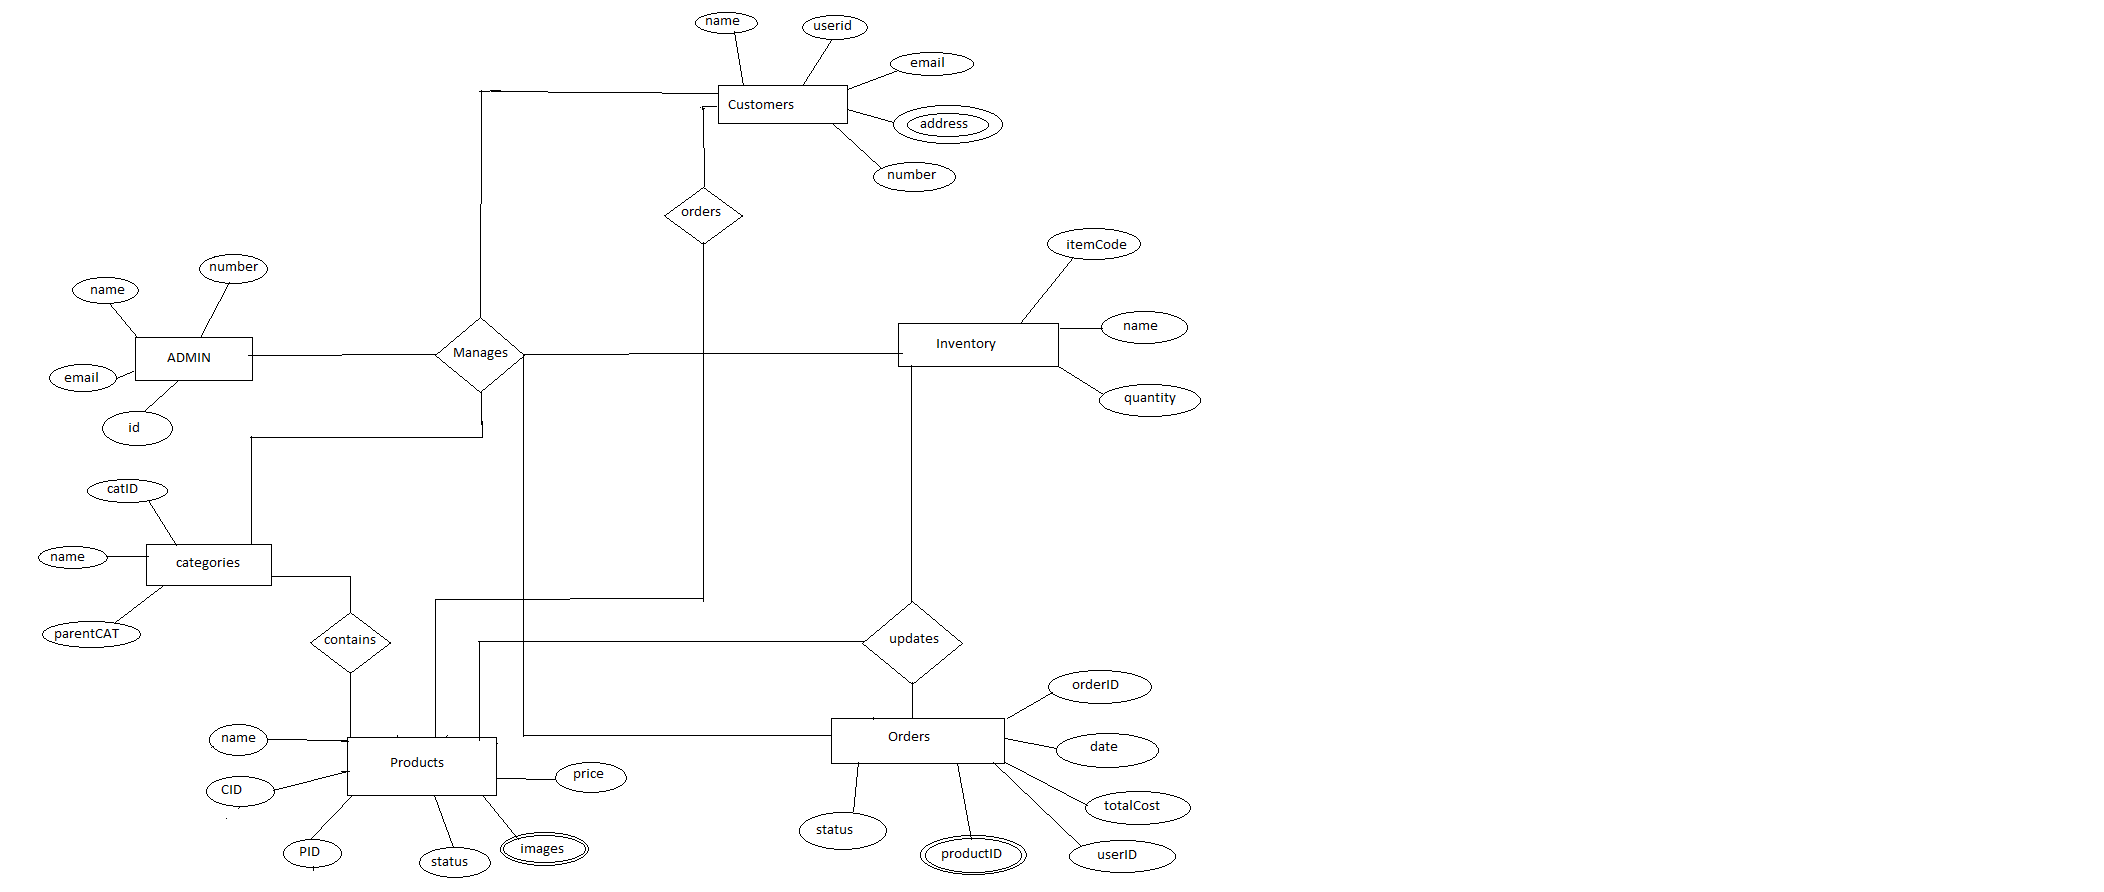 name
userid
email
Customers
address
number
orders
itemCode
number
name
name
Inventory
Manages
ADMIN
email
quantity
id
catID
name
categories
parentCAT
contains
updates
orderID
name
Orders
date
Products
price
CID
totalCost
status
PID
images
productID
userID
status